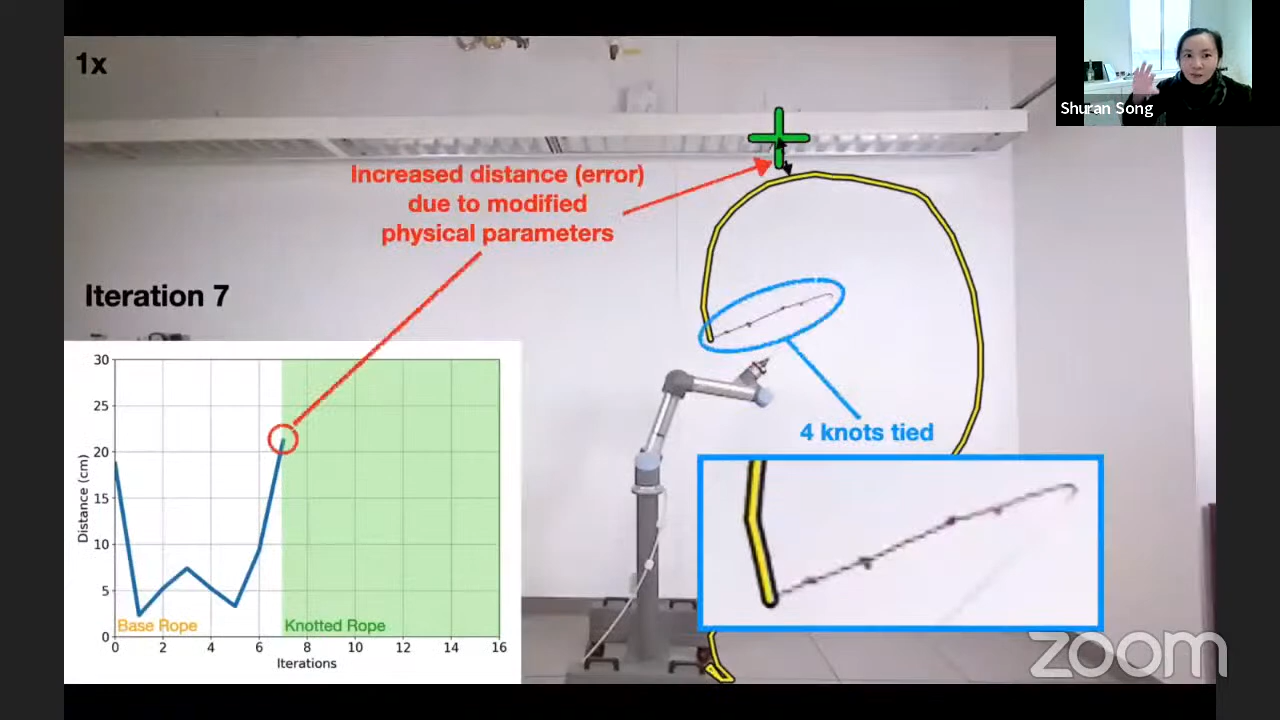 1x
Shuran Song
Increased distance (error)
due to modified
physical parameters
Iteration 7
4 knots tied
30
25
20
15
10
5
0
Distance (cm)
Base Rope
Knotted Rope
0 2 4 6 8 10 12 14 16
Iterations
zoom